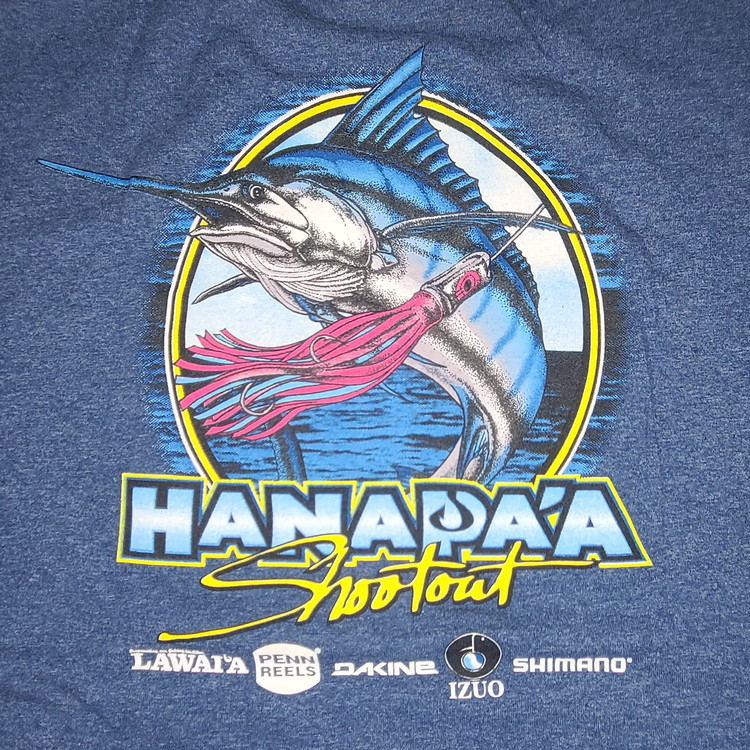 HANAPA'A
Shootout
LAWAI'A
PENN
REELS
DAKINE
IZUO
SHIMANO